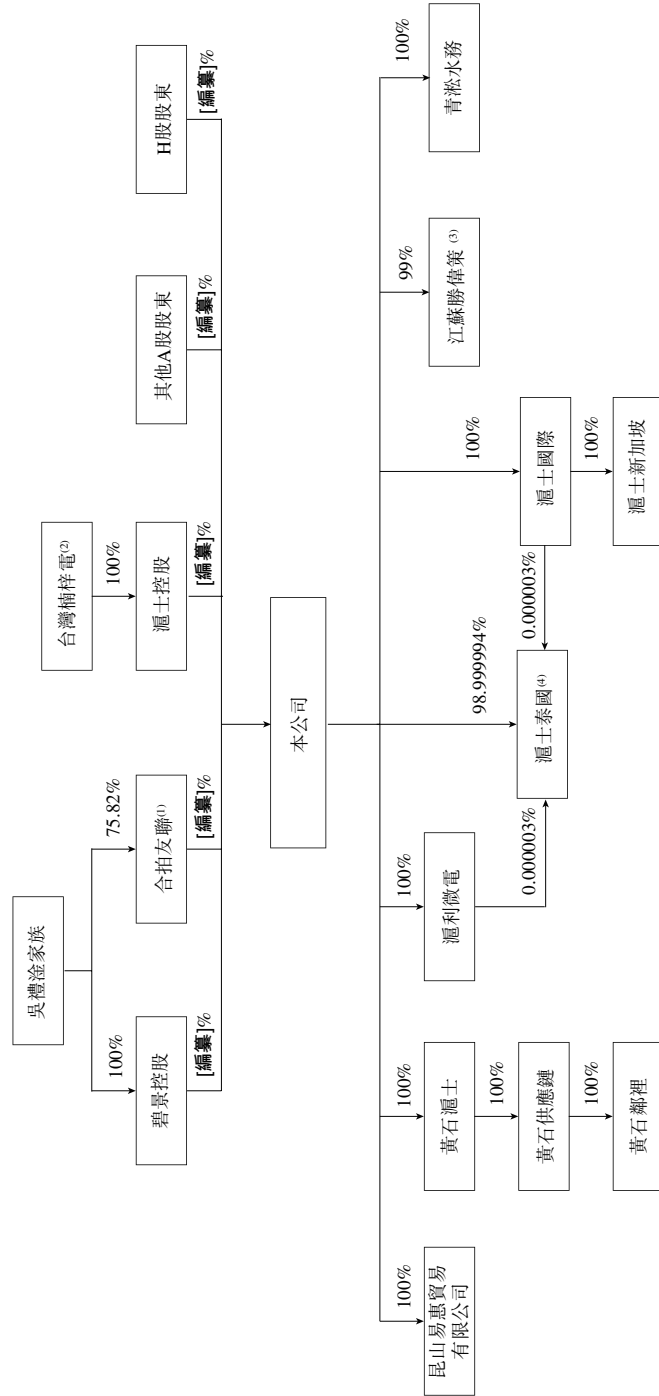 吳禮淦家族
100%
75.82%
台灣楠梓電(2)
100%
碧景控股
合拍友聯(1)
滬士控股
其他A股股東
H股股東
[編纂]%
[編纂]%
[編纂]%
[編纂]%
[編纂]%
本公司
100%
100%
100%
98.999994%
100%
99%
100%
昆山易惠貿易
有限公司
黃石滬士
滬利微電
滬士國際
江蘇勝偉策(3)
青淞水務
100%
0.000003%
0.000003%
100%
黃石供應鏈
滬士泰國(4)
滬士新加坡
100%
黃石鄰裡